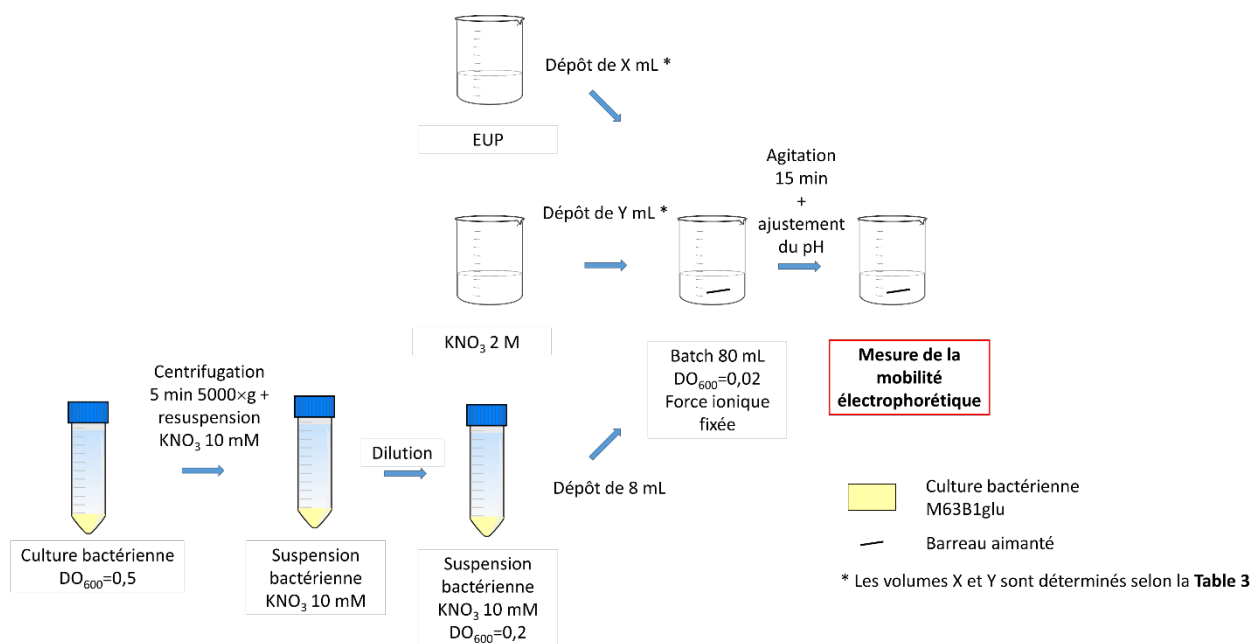 Dépôt de X mL *
EUP
Agitation
15 min
+
ajustement
du pH
Dépôt de Y mL *
KNO₃ 2 M
Batch 80 mL
DO₆₀₀=0,02
Force ionique
fixée
Mesure de la
mobilité
électrophorétique
Centrifugation
5 min 5000×g +
resuspension
KNO₃ 10 mM
Dilution
Dépôt de 8 mL
Culture bactérienne
DO₆₀₀=0,5
Suspension
bactérienne
KNO₃ 10 mM
Suspension
bactérienne
KNO₃ 10 mM
DO₆₀₀=0,2
Culture bactérienne
M63B1glu
Barreau aimanté
* Les volumes X et Y sont déterminés selon la Table 3